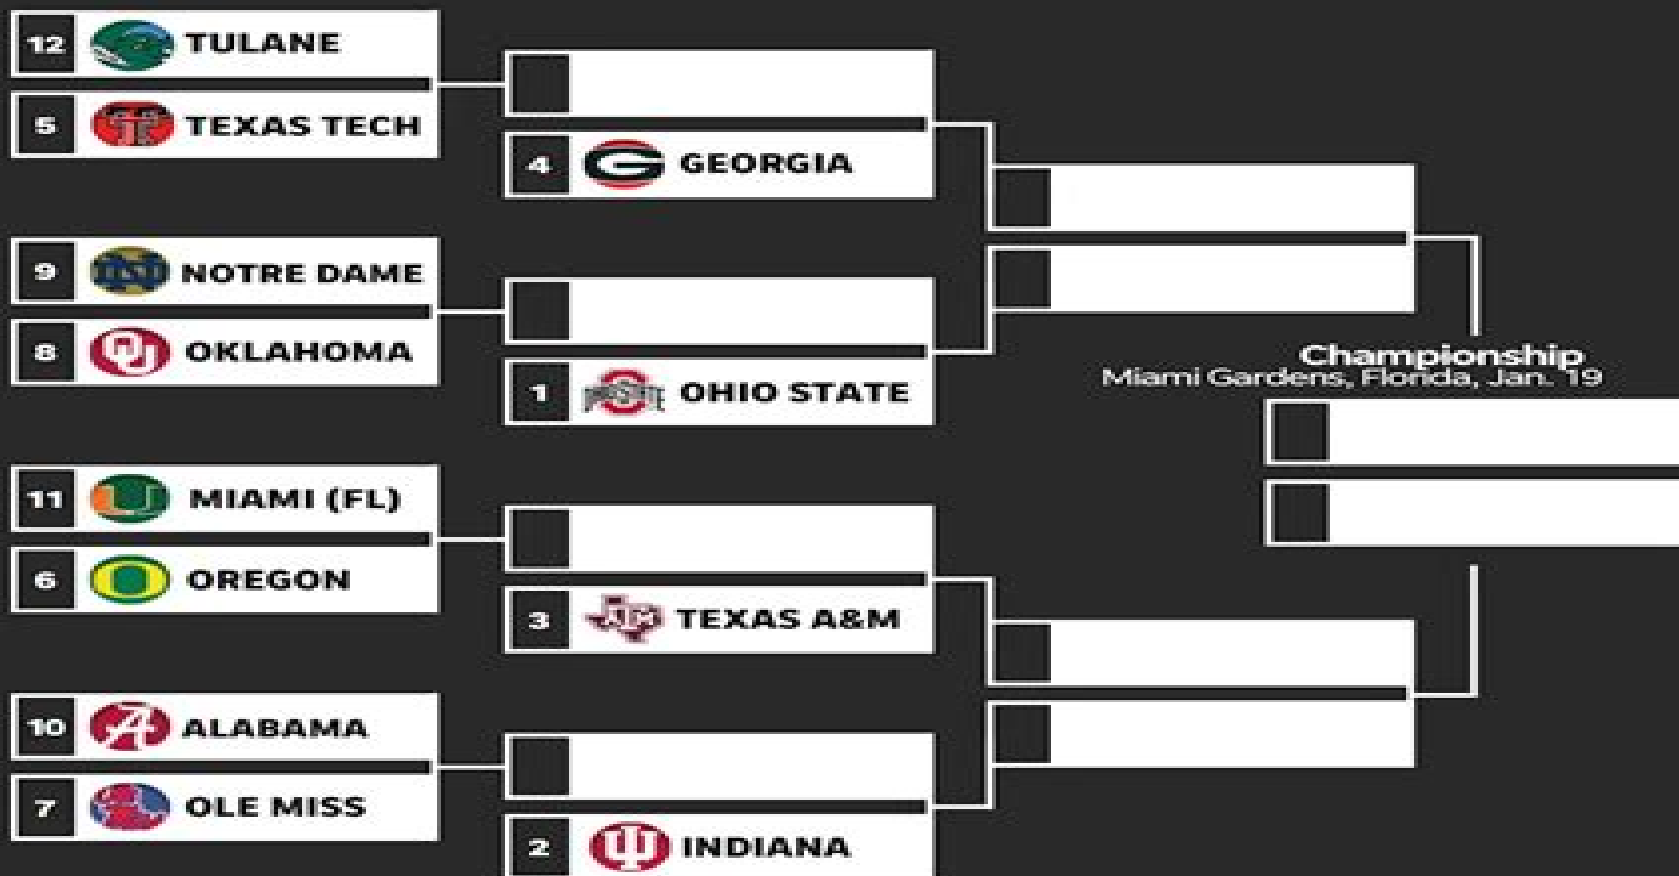 12 TULANE
5 TEXAS TECH
4 GEORGIA
9 NOTRE DAME
8 OKLAHOMA
1 OHIO STATE
Championship
Miami Gardens, Florida, Jan. 19
11 MIAMI (FL)
6 OREGON
3 TEXAS A&M
10 ALABAMA
7 OLE MISS
2 INDIANA